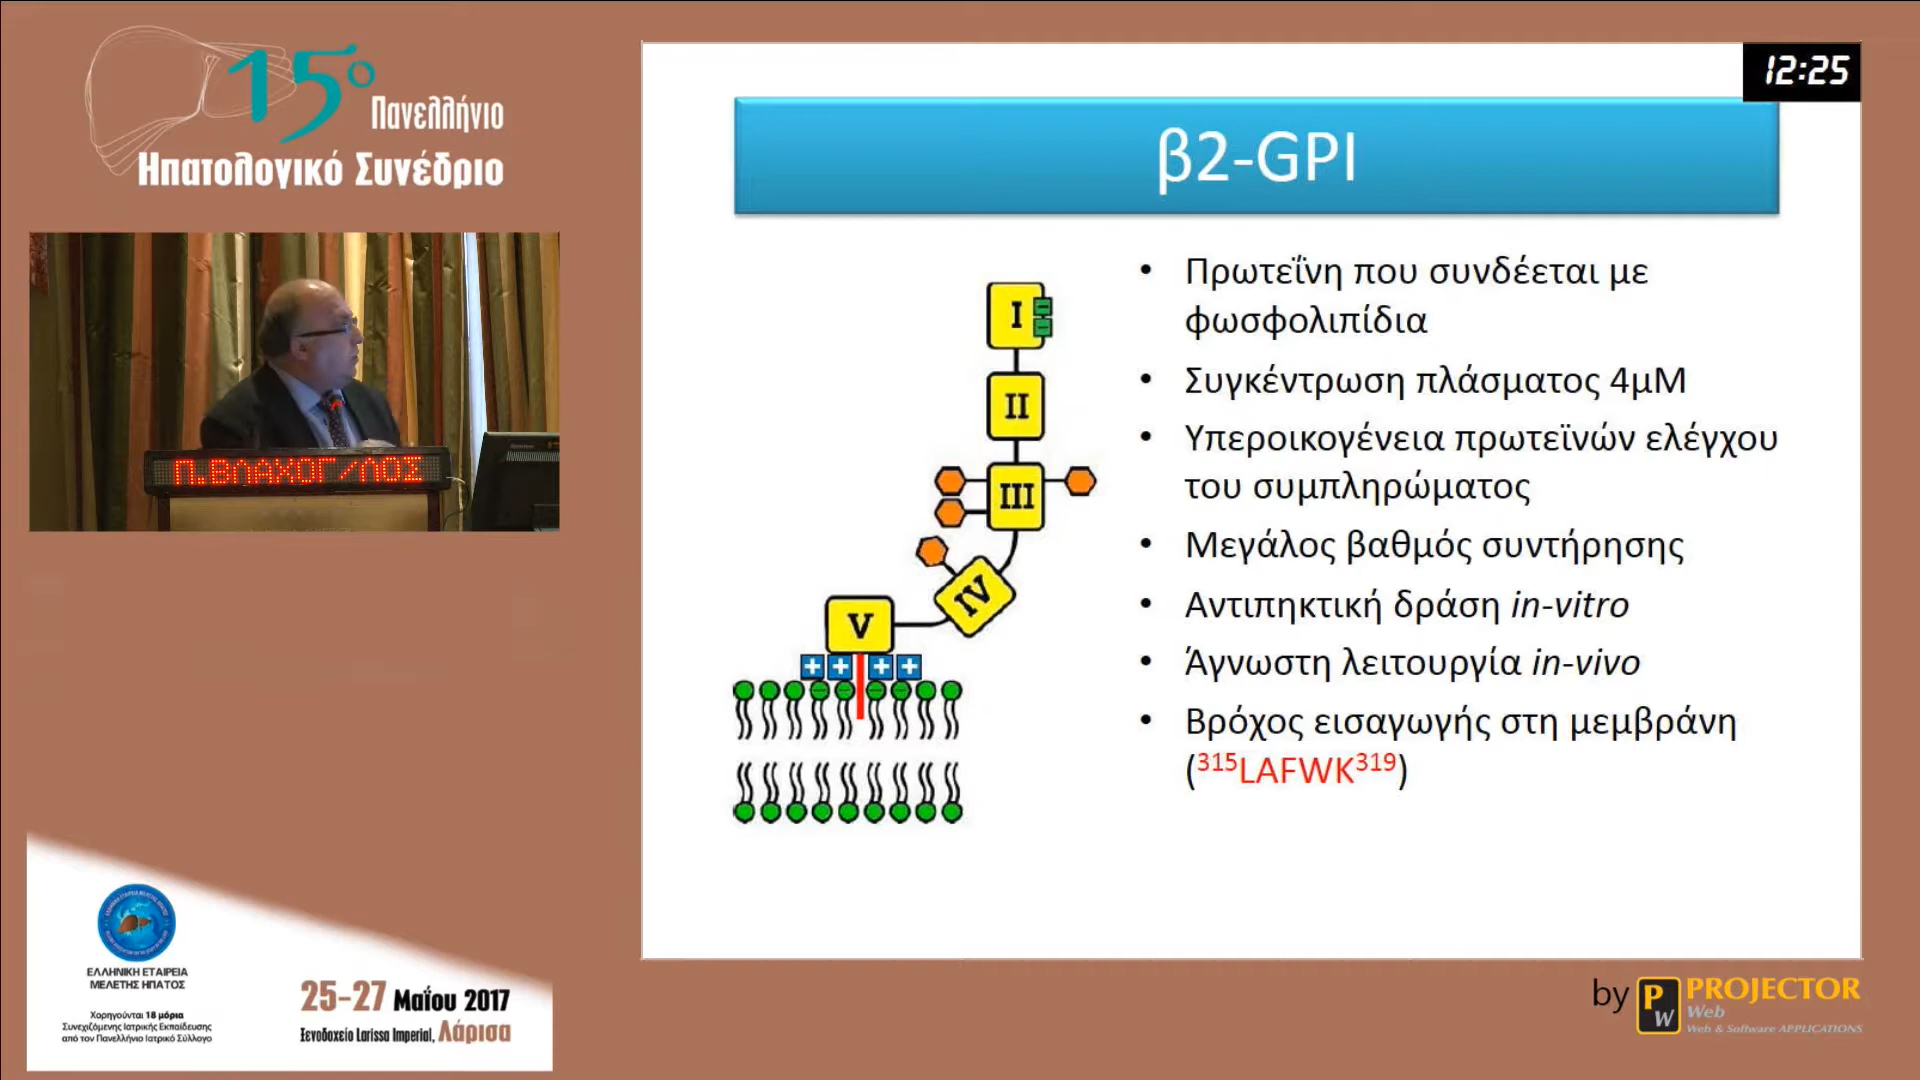 15ο
Πανελλήνιο
Ηπατολογικό Συνέδριο
Π.ΒΛΑΧΟΓ/ΛΟΣ
12:25
β2-GPI
I
II
III
IV
V
• Πρωτεΐνη που συνδέεται με
φωσφολιπίδια
• Συγκέντρωση πλάσματος 4μM
• Υπεροικογένεια πρωτεϊνών ελέγχου
του συμπληρώματος
• Μεγάλος βαθμός συντήρησης
• Αντιπηκτική δράση in-vitro
• Άγνωστη λειτουργία in-vivo
• Βρόχος εισαγωγής στη μεμβράνη
(³¹⁵LAFWK³¹⁹)
ΕΛΛΗΝΙΚΗ ΕΤΑΙΡΕΙΑ
ΜΕΛΕΤΗΣ ΗΠΑΤΟΣ
Χορηγούνται 18 μόρια
Συνεχιζόμενης Ιατρικής Εκπαίδευσης
από τον Πανελλήνιο Ιατρικό Σύλλογο
25-27 Μαΐου 2017
Ξενοδοχείο Larissa Imperial, Λάρισα
by PW PROJECTOR
Web
Web & Software APPLICATIONS